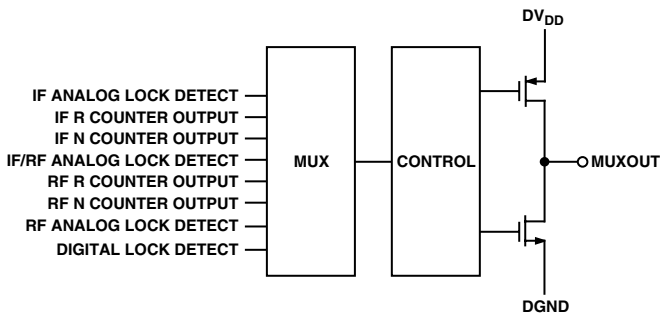 DVDD
IF ANALOG LOCK DETECT
IF R COUNTER OUTPUT
IF N COUNTER OUTPUT
IF/RF ANALOG LOCK DETECT
RF R COUNTER OUTPUT
RF N COUNTER OUTPUT
RF ANALOG LOCK DETECT
DIGITAL LOCK DETECT
MUX
CONTROL
MUXOUT
DGND